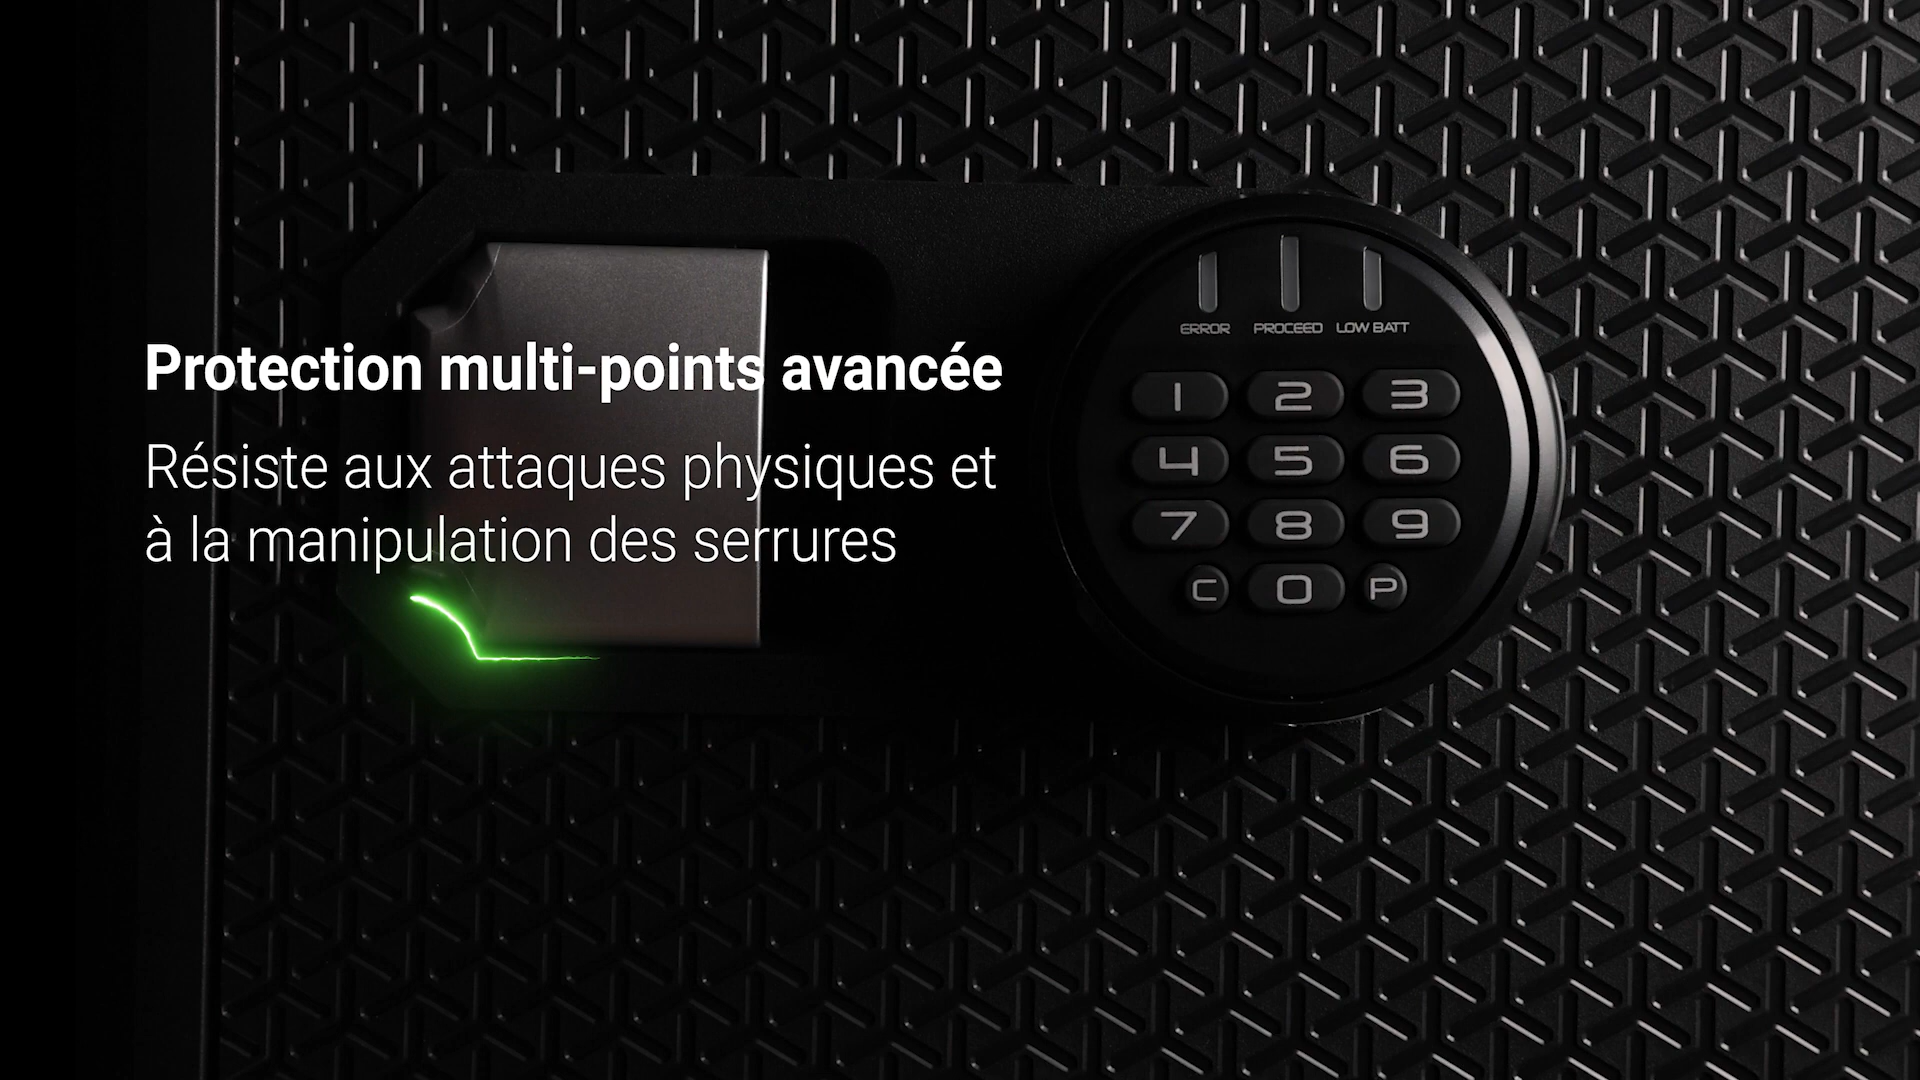 Protection multi-points avancée
Résiste aux attaques physiques et
à la manipulation des serrures
ERROR PROCEED LOW BATT
1 2 3
4 5 6
7 8 9
C 0 P